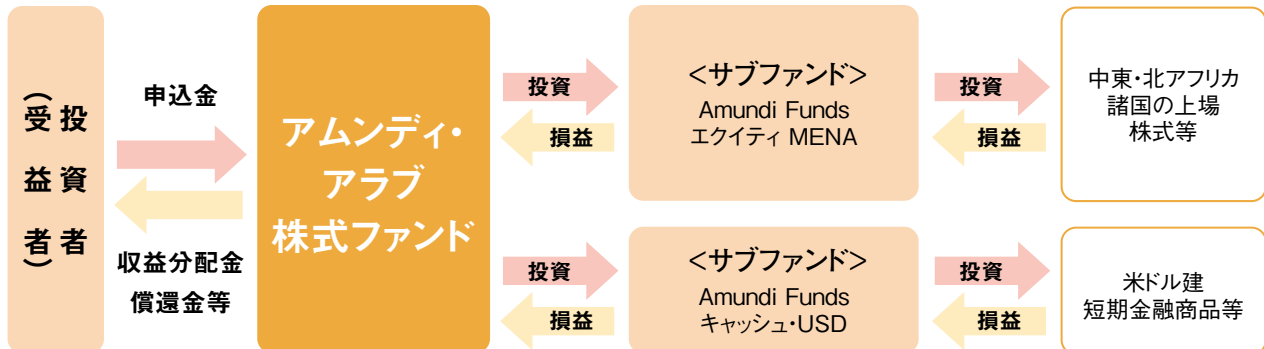 投資者
(受益者)
申込金
収益分配金
償還金等
アムンディ・
アラブ
株式ファンド
投資
損益
<サブファンド>
Amundi Funds
エクイティ MENA
投資
損益
中東・北アフリカ
諸国の上場
株式等
投資
損益
<サブファンド>
Amundi Funds
キャッシュ・USD
投資
損益
米ドル建
短期金融商品等